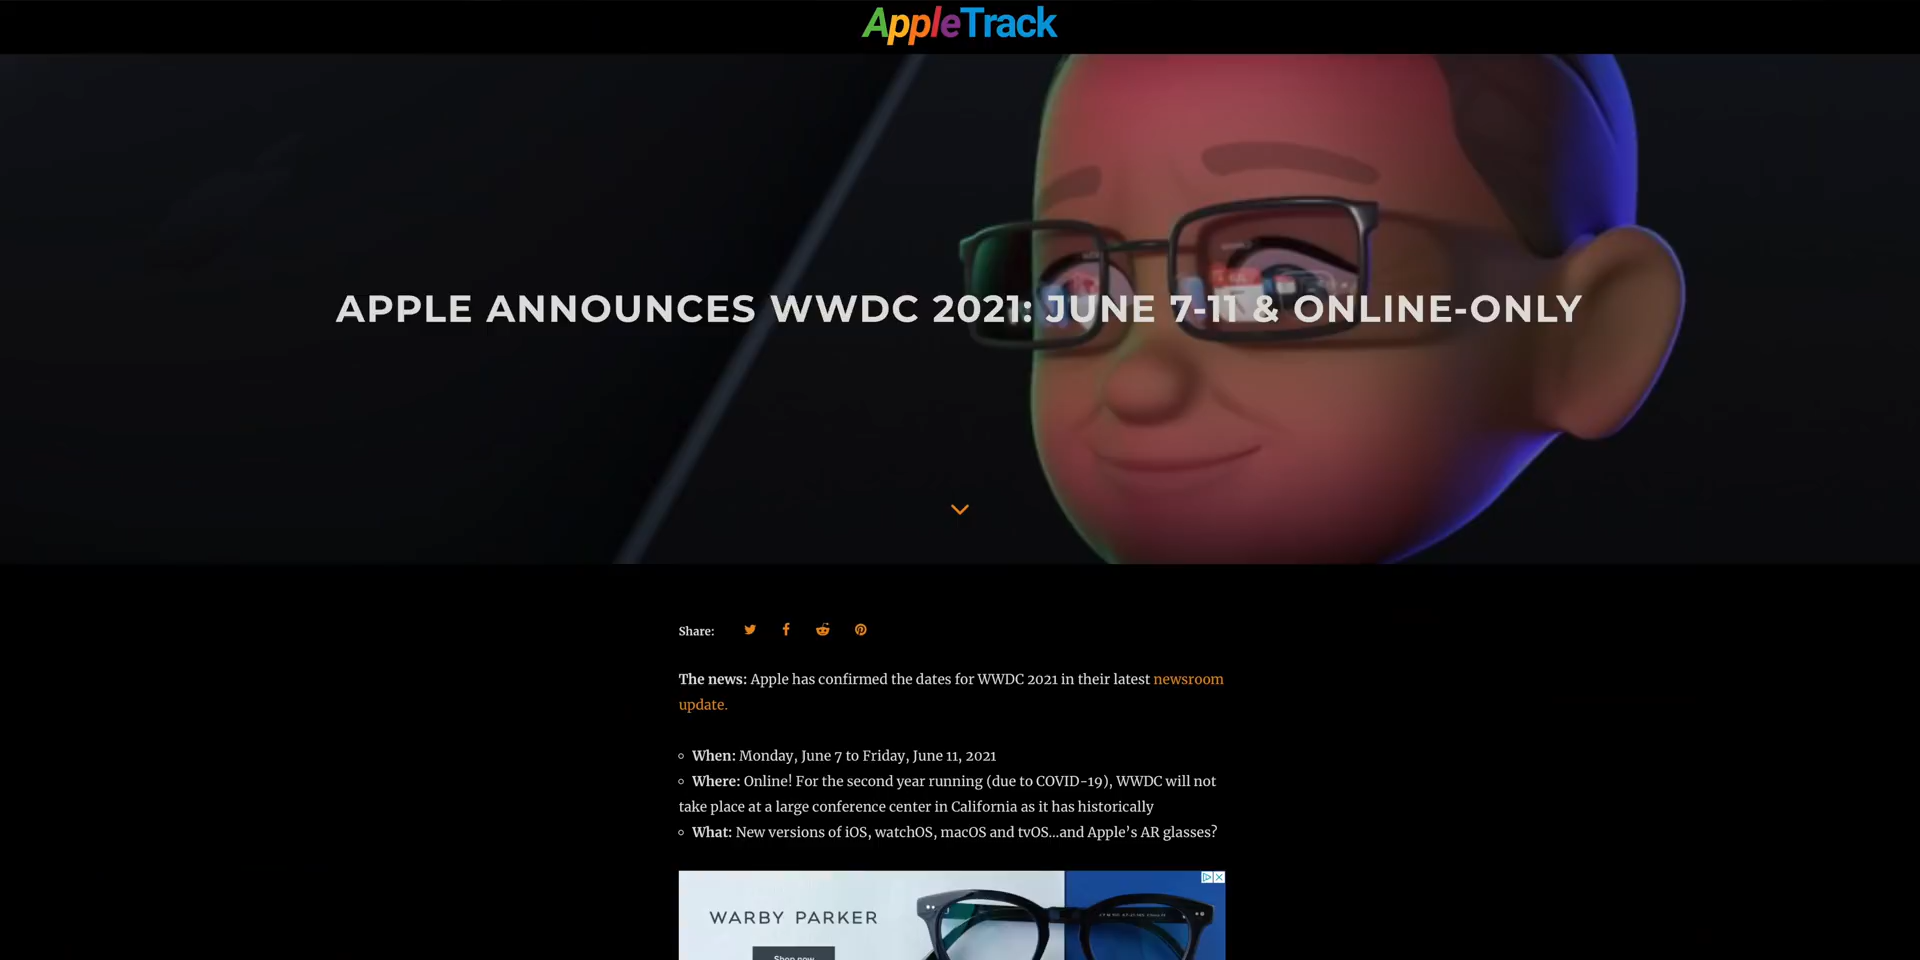 AppleTrack
APPLE ANNOUNCES WWDC 2021: JUNE 7-11 & ONLINE-ONLY
Share:
The news: Apple has confirmed the dates for WWDC 2021 in their latest newsroom
update.
When: Monday, June 7 to Friday, June 11, 2021
Where: Online! For the second year running (due to COVID-19), WWDC will not
take place at a large conference center in California as it has historically
What: New versions of iOS, watchOS, macOS and tvOS...and Apple's AR glasses?
WARBY PARKER
Shop now